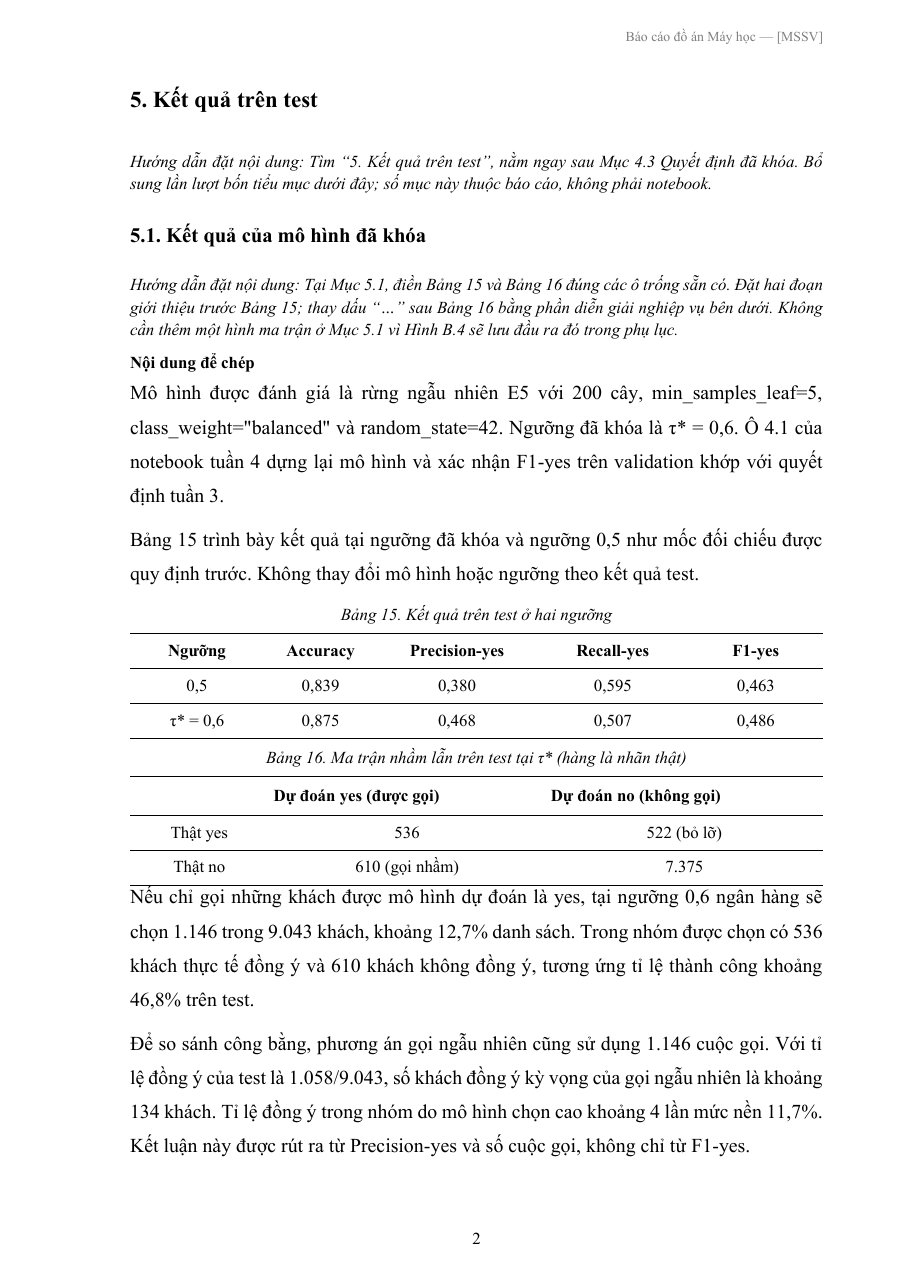 Báo cáo đồ án Máy học — [MSSV]
5. Kết quả trên test
Hướng dẫn đặt nội dung: Tìm “5. Kết quả trên test”, nằm ngay sau Mục 4.3 Quyết định đã khóa. Bổ
sung lần lượt bốn tiểu mục dưới đây; số mục này thuộc báo cáo, không phải notebook.
5.1. Kết quả của mô hình đã khóa
Hướng dẫn đặt nội dung: Tại Mục 5.1, điền Bảng 15 và Bảng 16 đúng các ô trống sẵn có. Đặt hai đoạn
giới thiệu trước Bảng 15; thay dấu “…” sau Bảng 16 bằng phần diễn giải nghiệp vụ bên dưới. Không
cần thêm một hình ma trận ở Mục 5.1 vì Hình B.4 sẽ lưu đầu ra đó trong phụ lục.
Nội dung để chép
Mô hình được đánh giá là rừng ngẫu nhiên E5 với 200 cây, min_samples_leaf=5,
class_weight="balanced" và random_state=42. Ngưỡng đã khóa là τ* = 0,6. Ô 4.1 của
notebook tuần 4 dựng lại mô hình và xác nhận F1-yes trên validation khớp với quyết
định tuần 3.
Bảng 15 trình bày kết quả tại ngưỡng đã khóa và ngưỡng 0,5 như mốc đối chiếu được
quy định trước. Không thay đổi mô hình hoặc ngưỡng theo kết quả test.
Bảng 15. Kết quả trên test ở hai ngưỡng
Ngưỡng Accuracy Precision-yes Recall-yes F1-yes
0,5 0,839 0,380 0,595 0,463
τ* = 0,6 0,875 0,468 0,507 0,486
Bảng 16. Ma trận nhầm lẫn trên test tại τ* (hàng là nhãn thật)
Dự đoán yes (được gọi) Dự đoán no (không gọi)
Thật yes 536 522 (bỏ lỡ)
Thật no 610 (gọi nhầm) 7.375
Nếu chỉ gọi những khách được mô hình dự đoán là yes, tại ngưỡng 0,6 ngân hàng sẽ
chọn 1.146 trong 9.043 khách, khoảng 12,7% danh sách. Trong nhóm được chọn có 536
khách thực tế đồng ý và 610 khách không đồng ý, tương ứng tỉ lệ thành công khoảng
46,8% trên test.
Để so sánh công bằng, phương án gọi ngẫu nhiên cũng sử dụng 1.146 cuộc gọi. Với tỉ
lệ đồng ý của test là 1.058/9.043, số khách đồng ý kỳ vọng của gọi ngẫu nhiên là khoảng
134 khách. Tỉ lệ đồng ý trong nhóm do mô hình chọn cao khoảng 4 lần mức nền 11,7%.
Kết luận này được rút ra từ Precision-yes và số cuộc gọi, không chỉ từ F1-yes.
2